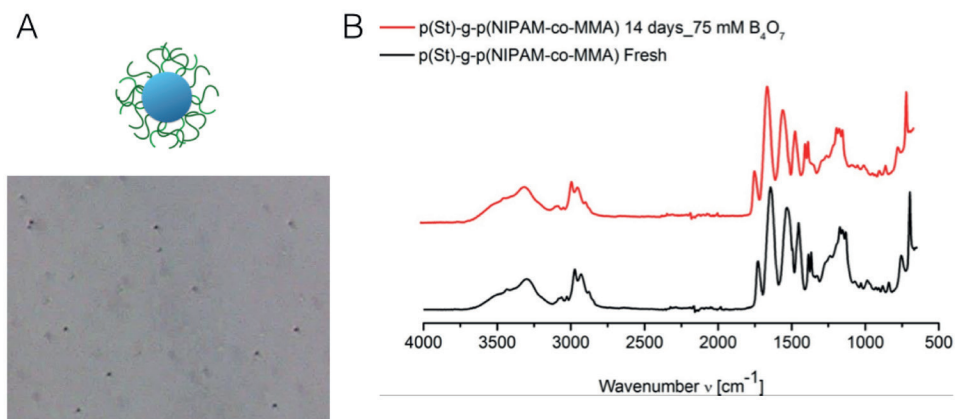 A
B
p(St)-g-p(NIPAM-co-MMA) 14 days_75 mM B₄O₇
p(St)-g-p(NIPAM-co-MMA) Fresh
4000 3500 3000 2500 2000 1500 1000 500
Wavenumber ν [cm⁻¹]